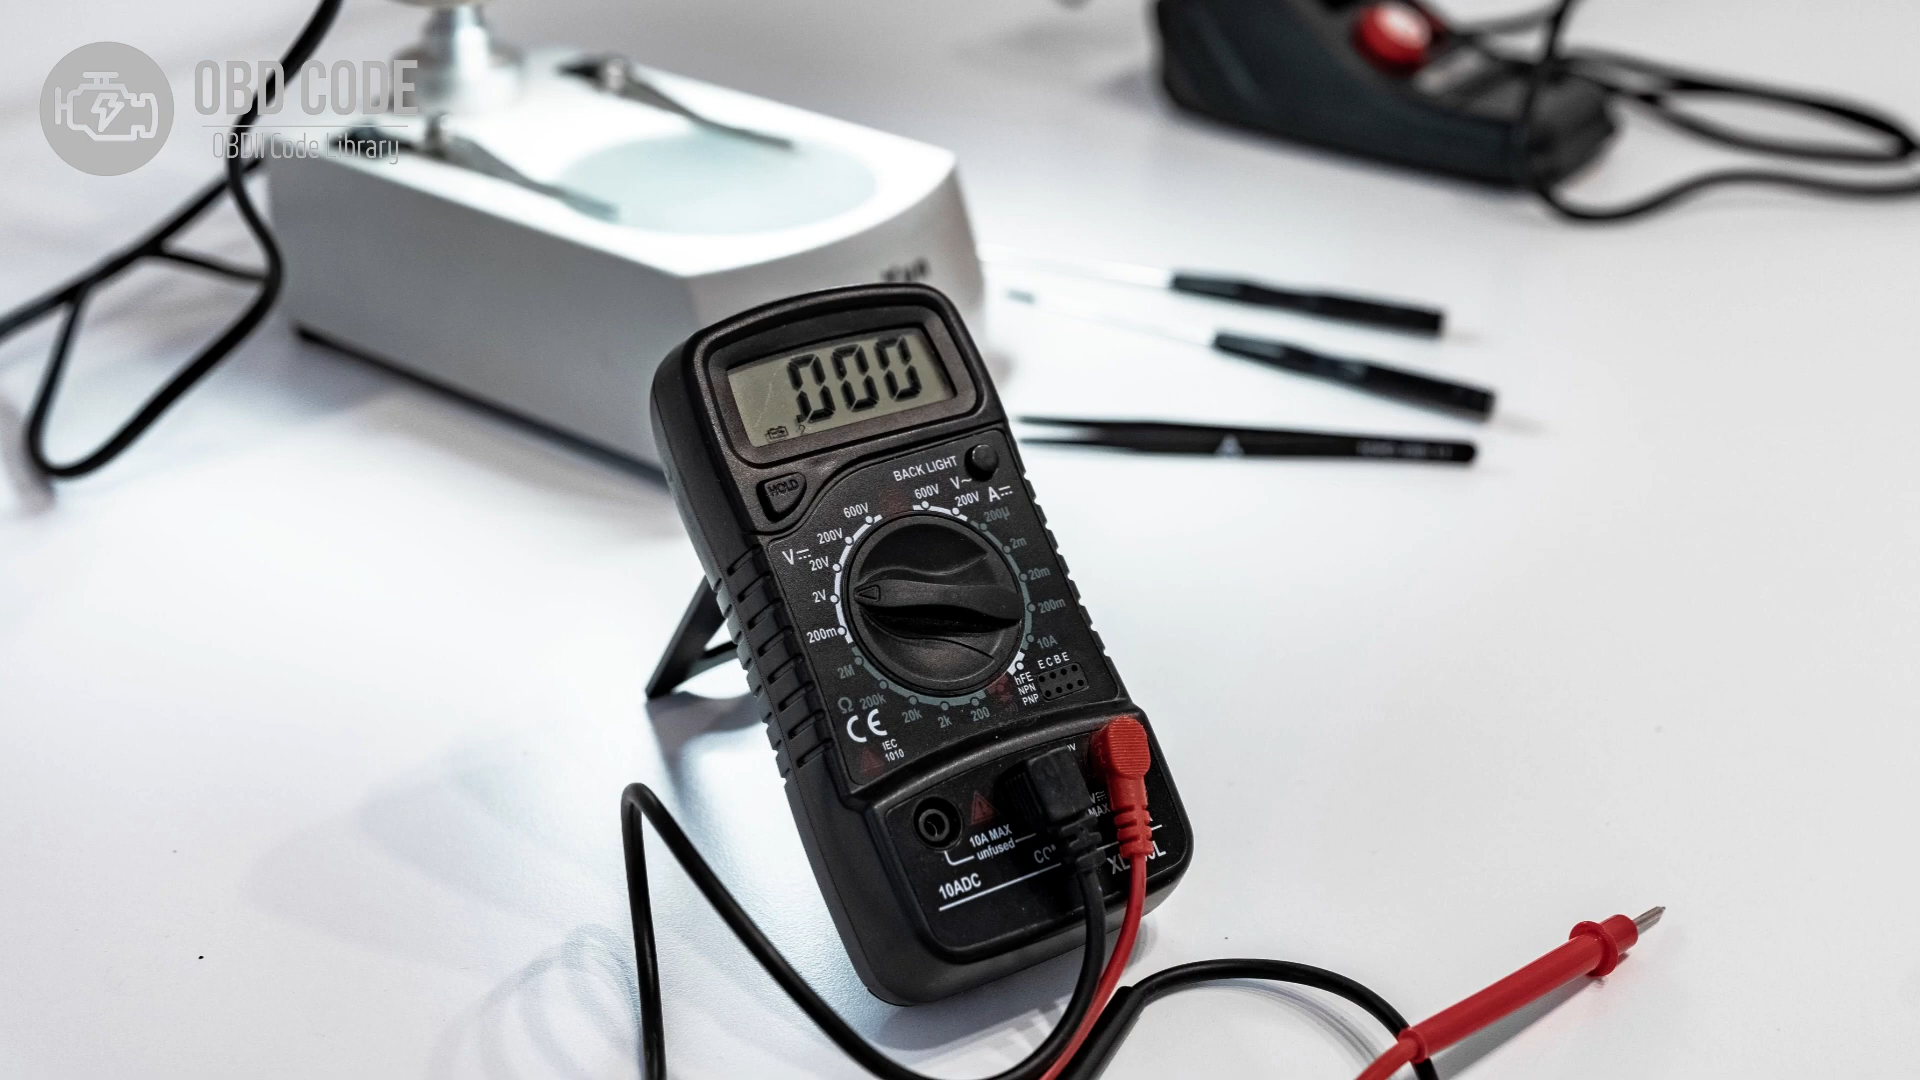 OBD CODE
OBDII Code Library
.000
BACK LIGHT
HOLD
600V
200V
20V
2V
200m
V
600V
V~
200V
A
200µ
2m
20m
200m
10A
2M
Ω
200k
20k
2k
200
hFE
NPN
PNP
E C B E
CE
IEC
1010
10A MAX
unfused
10ADC
MAX